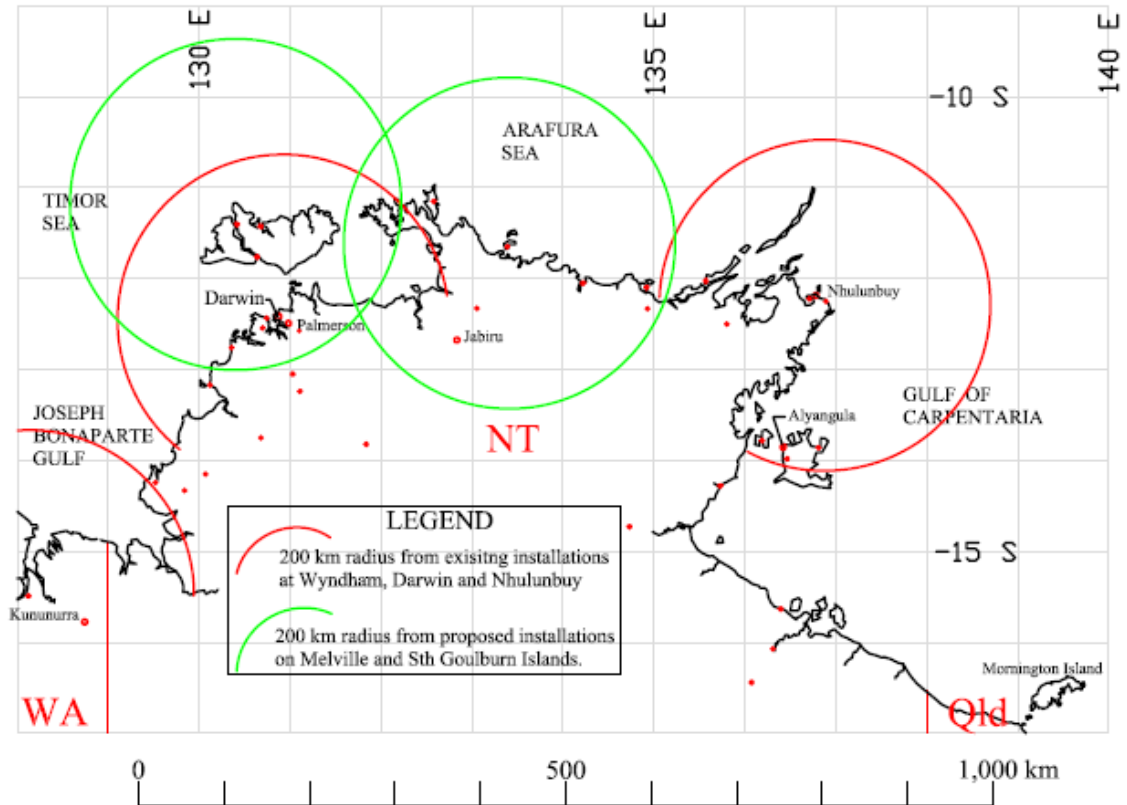 130 E
135 E
140 E
-10 S
ARAFURA
SEA
TIMOR
SEA
Darwin
Palmerson
Jabiru
Nhulunbuy
JOSEPH
BONAPARTE
GULF
NT
Alyangula
GULF OF
CARPENTARIA
LEGEND
200 km radius from exisitng installations
at Wyndham, Darwin and Nhulunbuy
200 km radius from proposed installations
on Melville and Sth Goulburn Islands.
-15 S
Kununurra
Mornington Island
WA
Qld
0
500
1,000 km